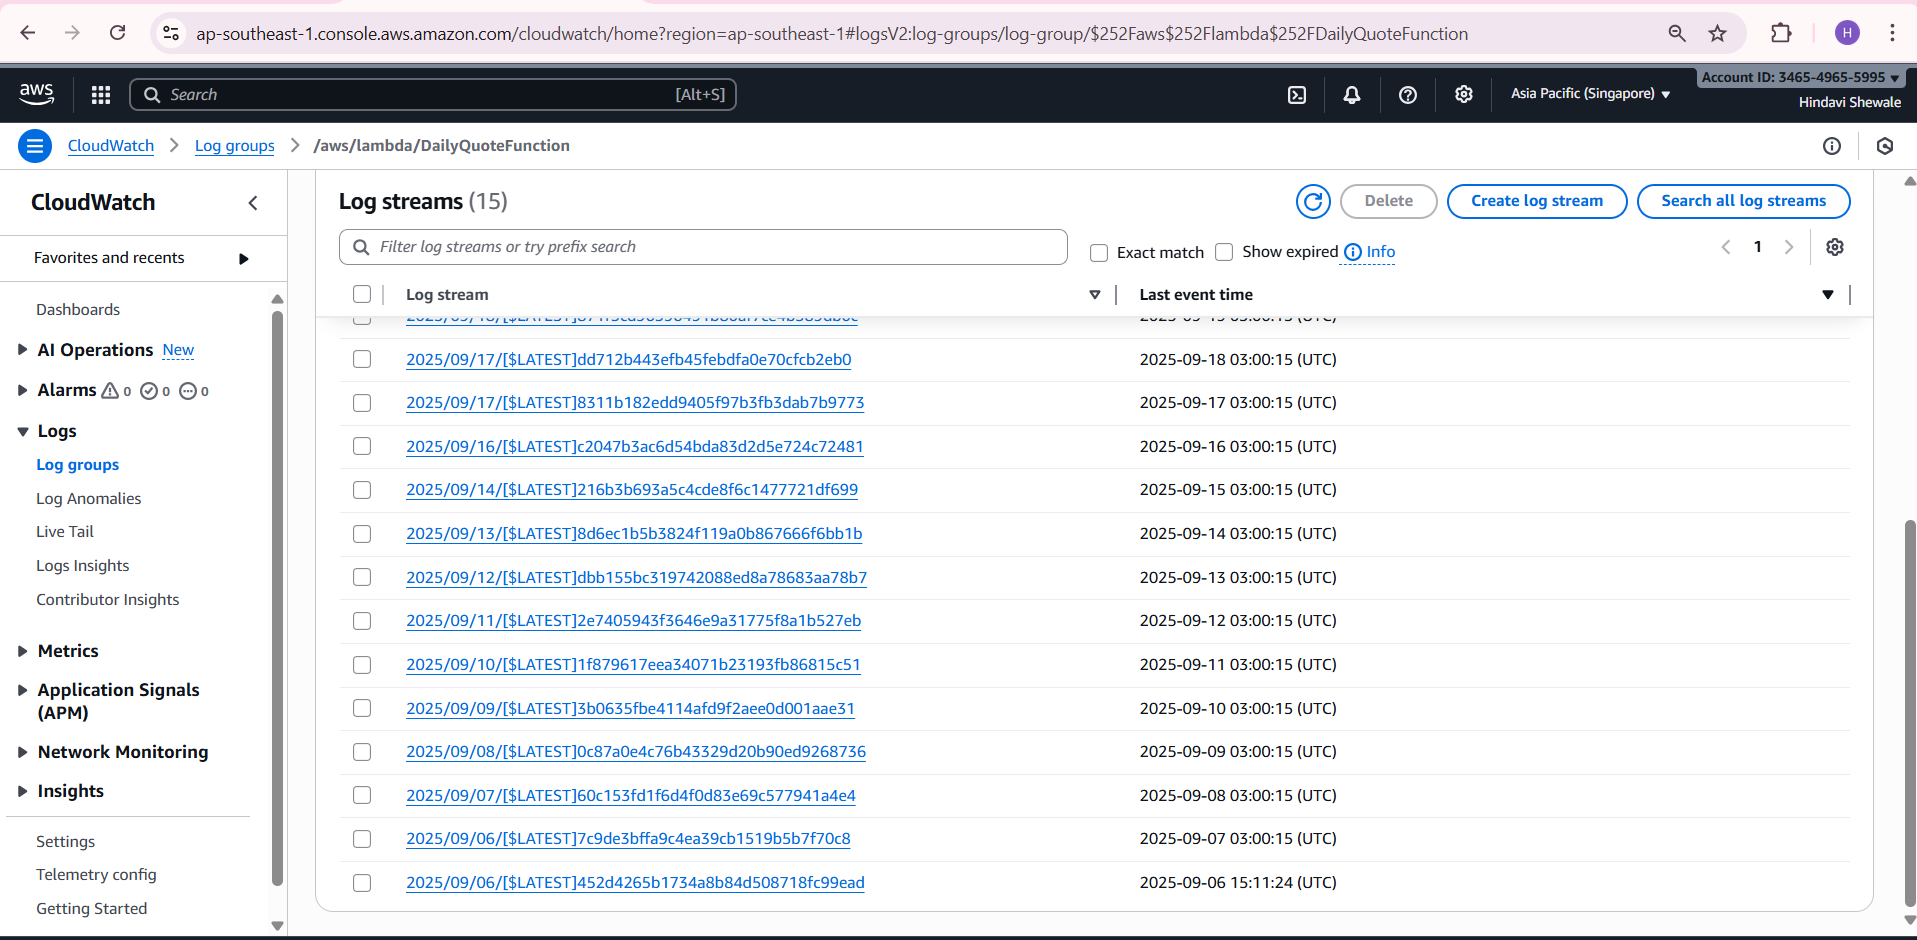 ap-southeast-1.console.aws.amazon.com/cloudwatch/home?region=ap-southeast-1#logsV2:log-groups/log-group/$252Faws$252Flambda$252FDailyQuoteFunction
H
aws
Search
[Alt+S]
Asia Pacific (Singapore)
Account ID: 3465-4965-5995
Hindavi Shewale
CloudWatch
Log groups
/aws/lambda/DailyQuoteFunction
CloudWatch
Favorites and recents
Dashboards
AI Operations New
Alarms 0 0 0
Logs
Log groups
Log Anomalies
Live Tail
Logs Insights
Contributor Insights
Metrics
Application Signals
(APM)
Network Monitoring
Insights
Settings
Telemetry config
Getting Started
Log streams (15)
Delete
Create log stream
Search all log streams
Filter log streams or try prefix search
Exact match
Show expired
Info
1
Log stream Last event time
2025/09/17/[$LATEST]dd712b443efb45febdfa0e70cfcb2eb0 2025-09-18 03:00:15 (UTC)
2025/09/17/[$LATEST]8311b182edd9405f97b3fb3dab7b9773 2025-09-17 03:00:15 (UTC)
2025/09/16/[$LATEST]c2047b3ac6d54bda83d2d5e724c72481 2025-09-16 03:00:15 (UTC)
2025/09/14/[$LATEST]216b3b693a5c4cde8f6c1477721df699 2025-09-15 03:00:15 (UTC)
2025/09/13/[$LATEST]8d6ec1b5b3824f119a0b867666f6bb1b 2025-09-14 03:00:15 (UTC)
2025/09/12/[$LATEST]dbb155bc319742088ed8a78683aa78b7 2025-09-13 03:00:15 (UTC)
2025/09/11/[$LATEST]2e7405943f3646e9a31775f8a1b527eb 2025-09-12 03:00:15 (UTC)
2025/09/10/[$LATEST]1f879617eea34071b23193fb86815c51 2025-09-11 03:00:15 (UTC)
2025/09/09/[$LATEST]3b0635fbe4114afd9f2aee0d001aae31 2025-09-10 03:00:15 (UTC)
2025/09/08/[$LATEST]0c87a0e4c76b43329d20b90ed9268736 2025-09-09 03:00:15 (UTC)
2025/09/07/[$LATEST]60c153fd1f6d4f0d83e69c577941a4e4 2025-09-08 03:00:15 (UTC)
2025/09/06/[$LATEST]7c9de3bffa9c4ea39cb1519b5b7f70c8 2025-09-07 03:00:15 (UTC)
2025/09/06/[$LATEST]452d4265b1734a8b84d508718fc99ead 2025-09-06 15:11:24 (UTC)